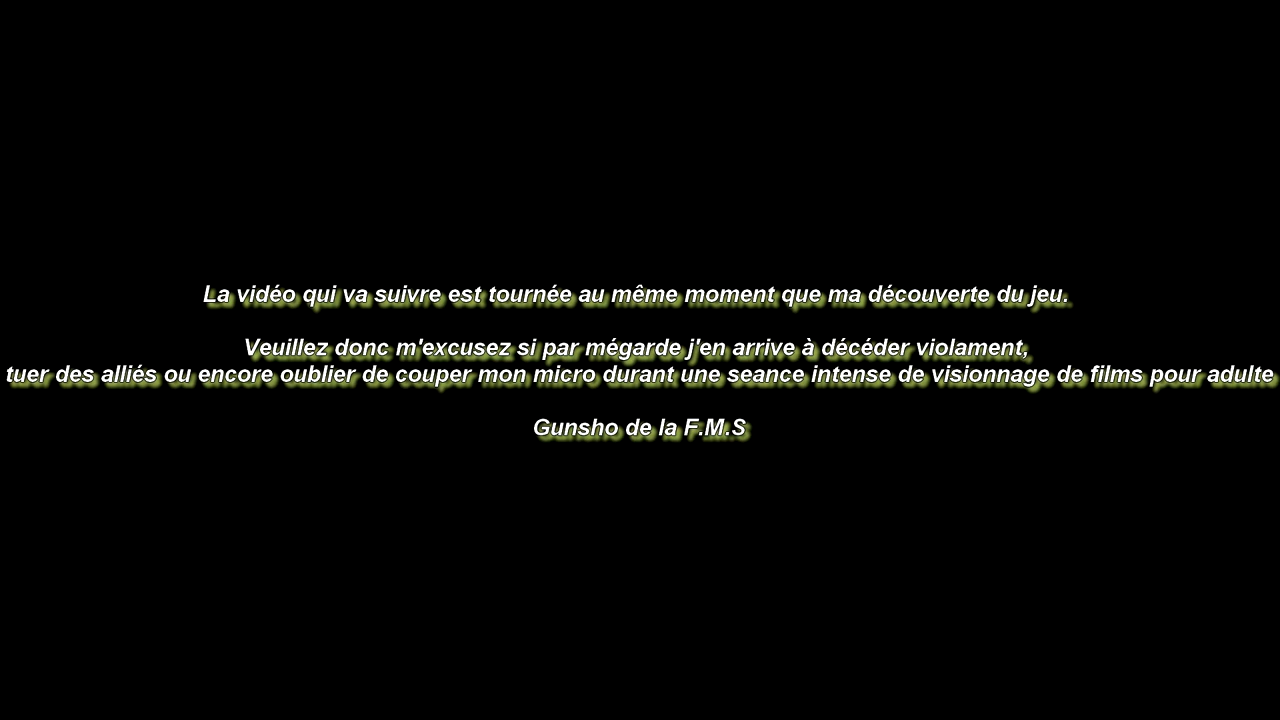 La vidéo qui va suivre est tournée au même moment que ma découverte du jeu.
Veuillez donc m'excusez si par mégarde j'en arrive à décéder violament,
tuer des alliés ou encore oublier de couper mon micro durant une seance intense de visionnage de films pour adulte
Gunsho de la F.M.S